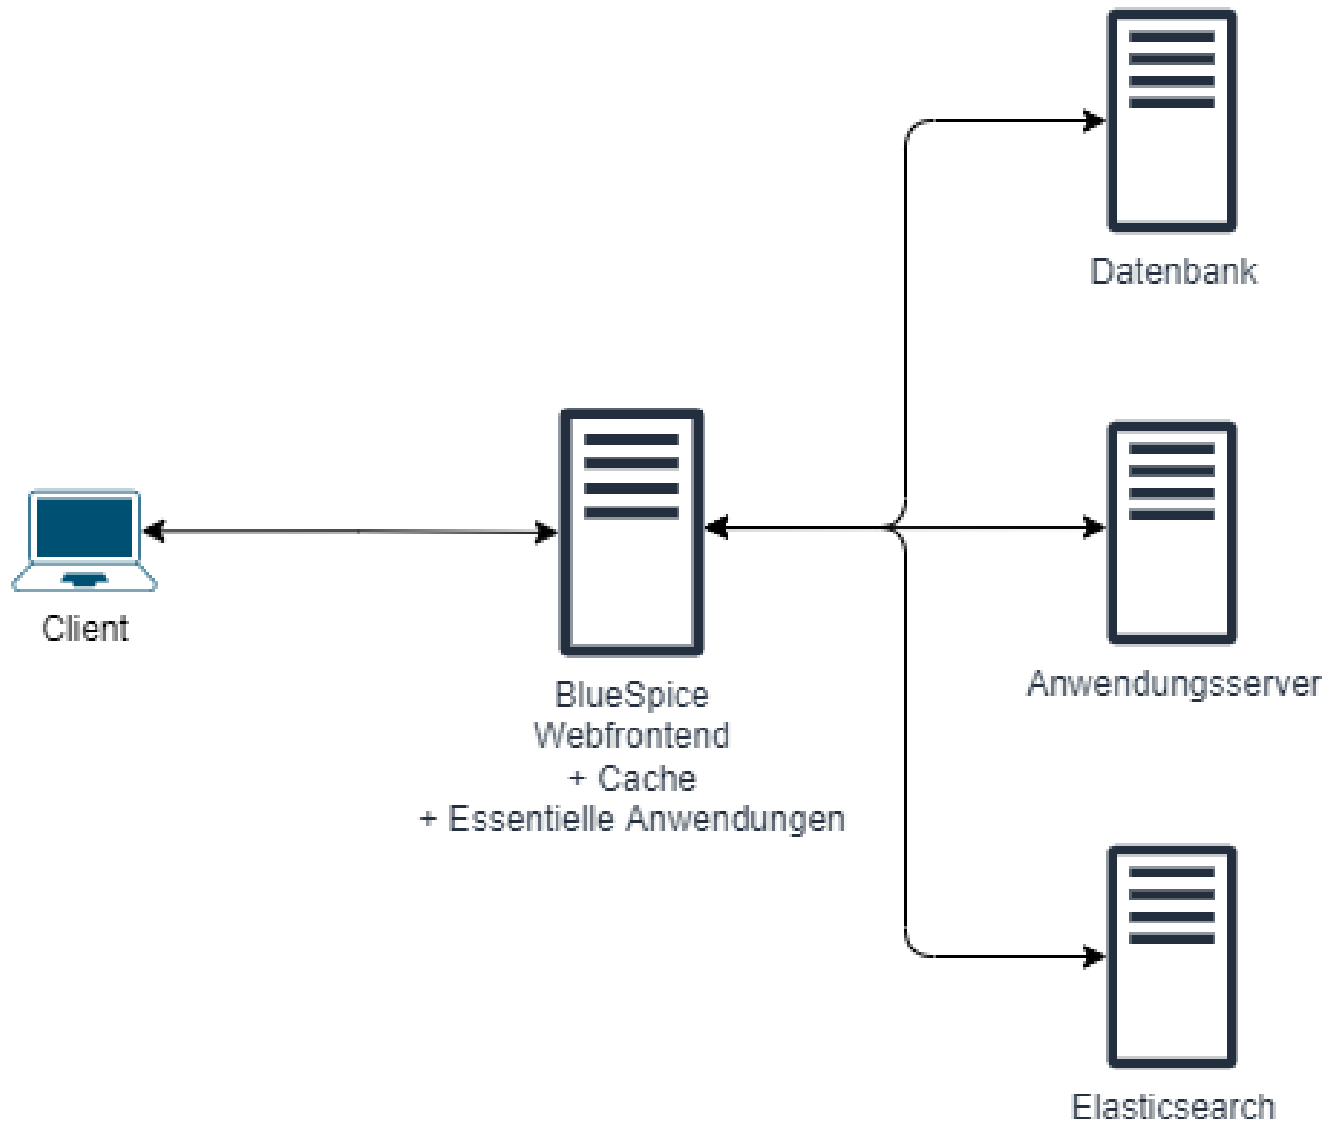 Datenbank
Client
BlueSpice
Webfrontend
+ Cache
+ Essentielle Anwendungen
Anwendungsserver
Elasticsearch